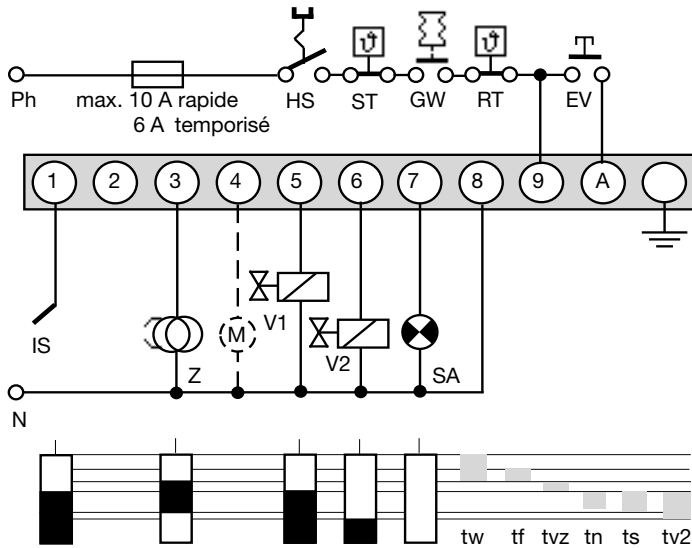 Ph
max. 10 A rapide
6 A temporisé
HS ST GW RT EV
ϑ ϑ
1 2 3 4 5 6 7 8 9 A
IS
Z
M
V1
V2
SA
N
tw tf tvz tn ts tv2